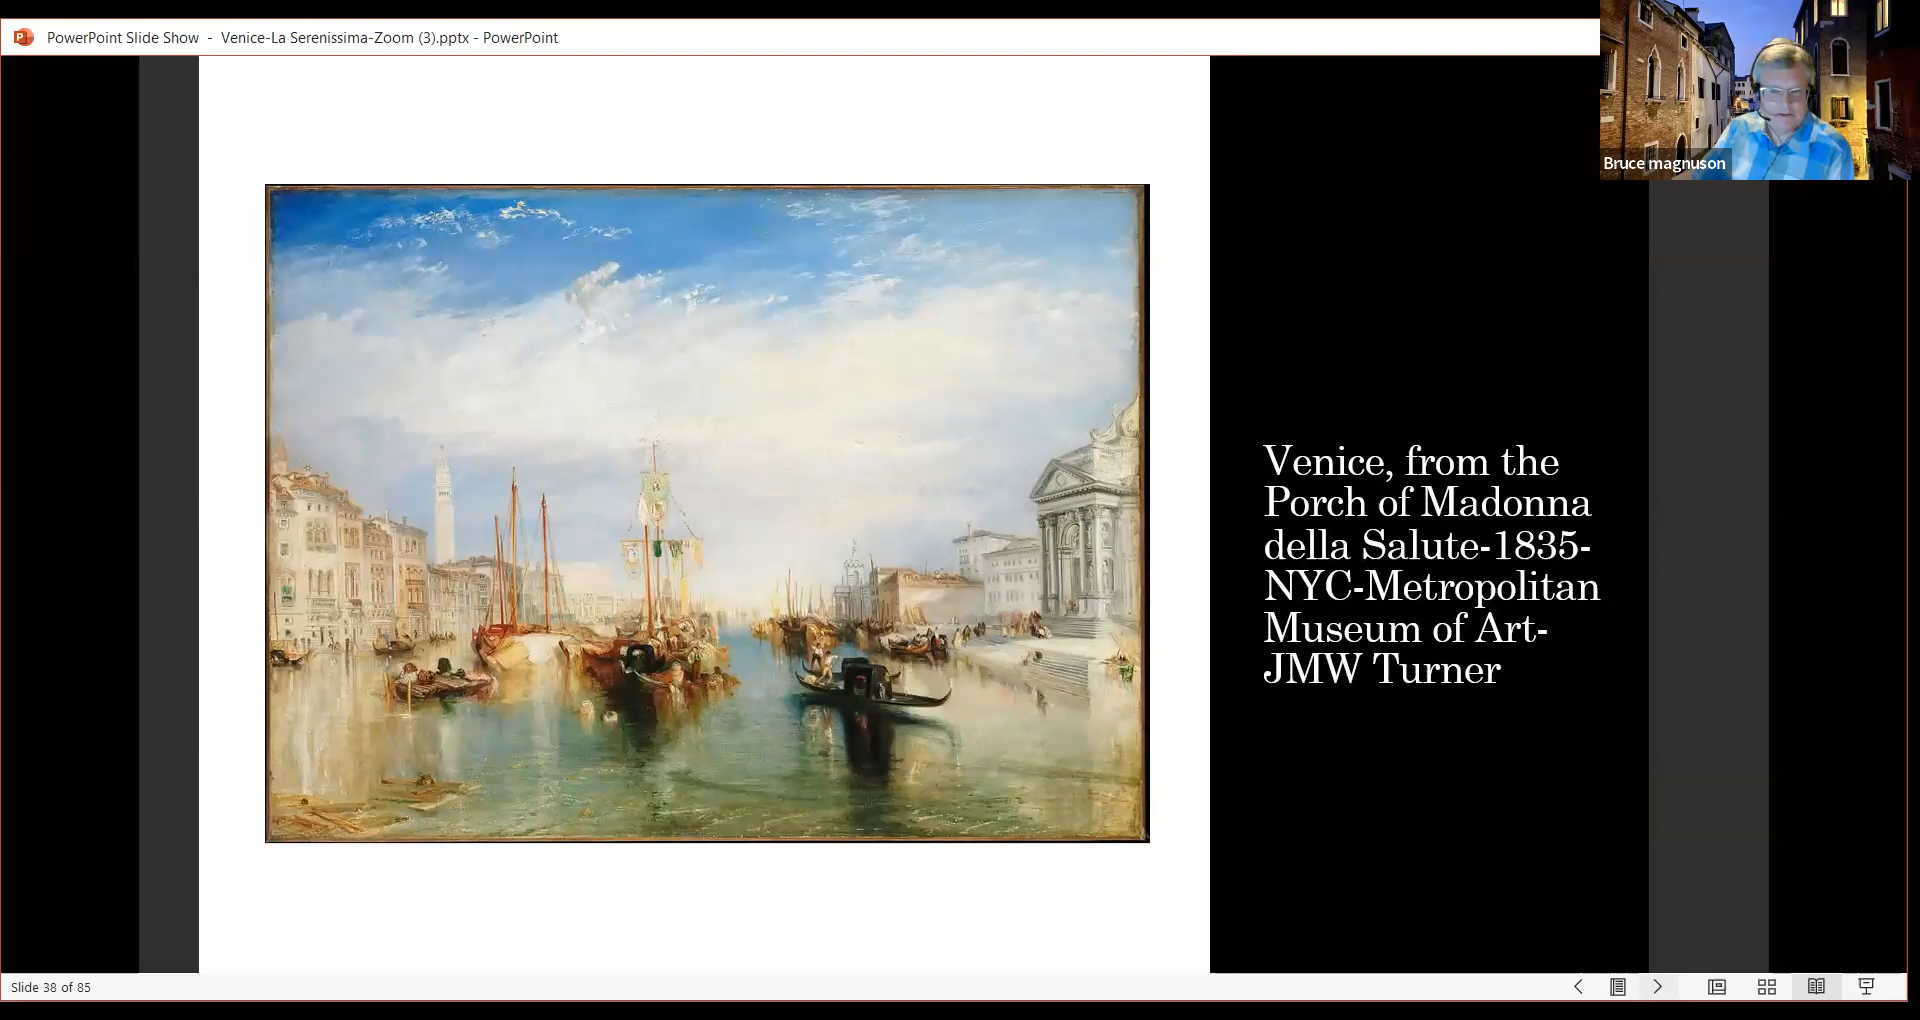 PowerPoint Slide Show - Venice-La Serenissima-Zoom (3).pptx - PowerPoint
Bruce magnuson
Venice, from the
Porch of Madonna
della Salute-1835-
NYC-Metropolitan
Museum of Art-
JMW Turner
Slide 38 of 85